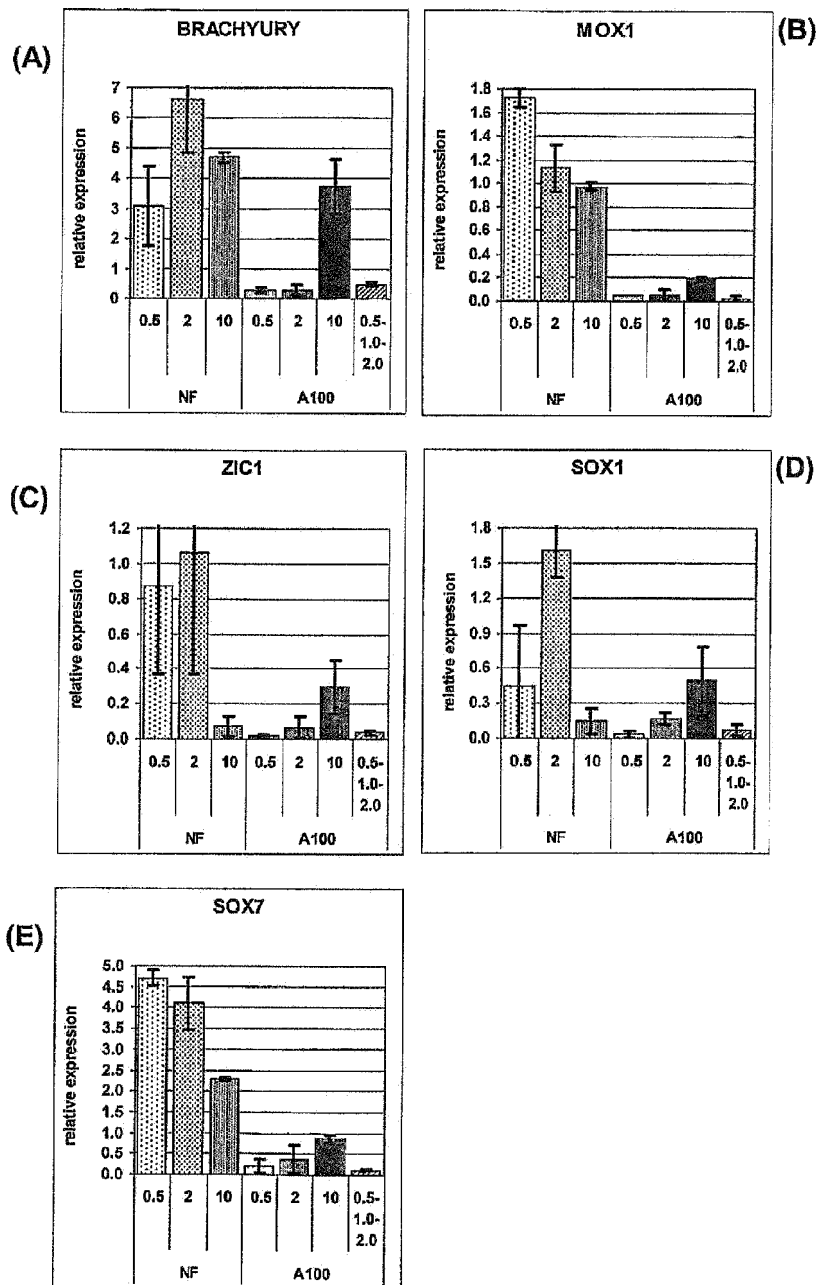 (A)
BRACHYURY
relative expression
7
6
5
4
3
2
1
0
0.5 2 10 0.5 2 10 0.5-
1.0-
2.0
NF A100
(B)
MOX1
relative expression
1.8
1.6
1.4
1.2
1.0
0.8
0.6
0.4
0.2
0.0
0.5 2 10 0.5 2 10 0.5-
1.0-
2.0
NF A100
(C)
ZIC1
relative expression
1.2
1.0
0.8
0.6
0.4
0.2
0.0
0.5 2 10 0.5 2 10 0.5-
1.0-
2.0
NF A100
(D)
SOX1
relative expression
1.8
1.5
1.2
0.9
0.6
0.3
0.0
0.5 2 10 0.5 2 10 0.5-
1.0-
2.0
NF A100
(E)
SOX7
relative expression
5.0
4.5
4.0
3.5
3.0
2.5
2.0
1.5
1.0
0.5
0.0
0.5 2 10 0.5 2 10 0.5-
1.0-
2.0
NF A100